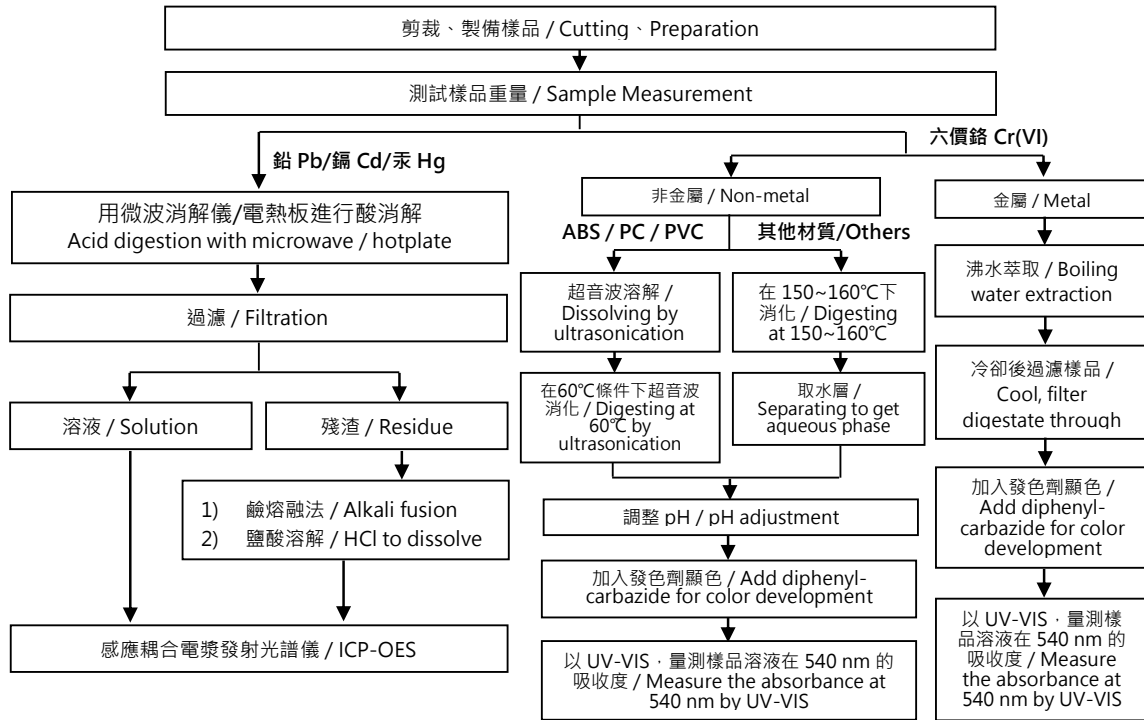 剪裁、製備樣品 / Cutting、Preparation
測試樣品重量 / Sample Measurement
鉛 Pb/鎘 Cd/汞 Hg
六價鉻 Cr(VI)
用微波消解儀/電熱板進行酸消解
Acid digestion with microwave / hotplate
過濾 / Filtration
溶液 / Solution
殘渣 / Residue
1) 鹼熔融法 / Alkali fusion
2) 鹽酸溶解 / HCl to dissolve
感應耦合電漿發射光譜儀 / ICP-OES
非金屬 / Non-metal
ABS / PC / PVC
其他材質/Others
超音波溶解 /
Dissolving by
ultrasonication
在 150~160℃下
消化 / Digesting
at 150~160℃
在60℃條件下超音波
消化 / Digesting at
60℃ by
ultrasonication
取水層 /
Separating to get
aqueous phase
調整 pH / pH adjustment
加入發色劑顯色 / Add diphenyl-
carbazide for color development
以 UV-VIS，量測樣品溶液在 540 nm 的
吸收度 / Measure the absorbance at
540 nm by UV-VIS
金屬 / Metal
沸水萃取 / Boiling
water extraction
冷卻後過濾樣品 /
Cool, filter
digestate through
加入發色劑顯色 /
Add diphenyl-
carbazide for color
development
以 UV-VIS，量測樣
品溶液在 540 nm 的
吸收度 / Measure
the absorbance at
540 nm by UV-VIS